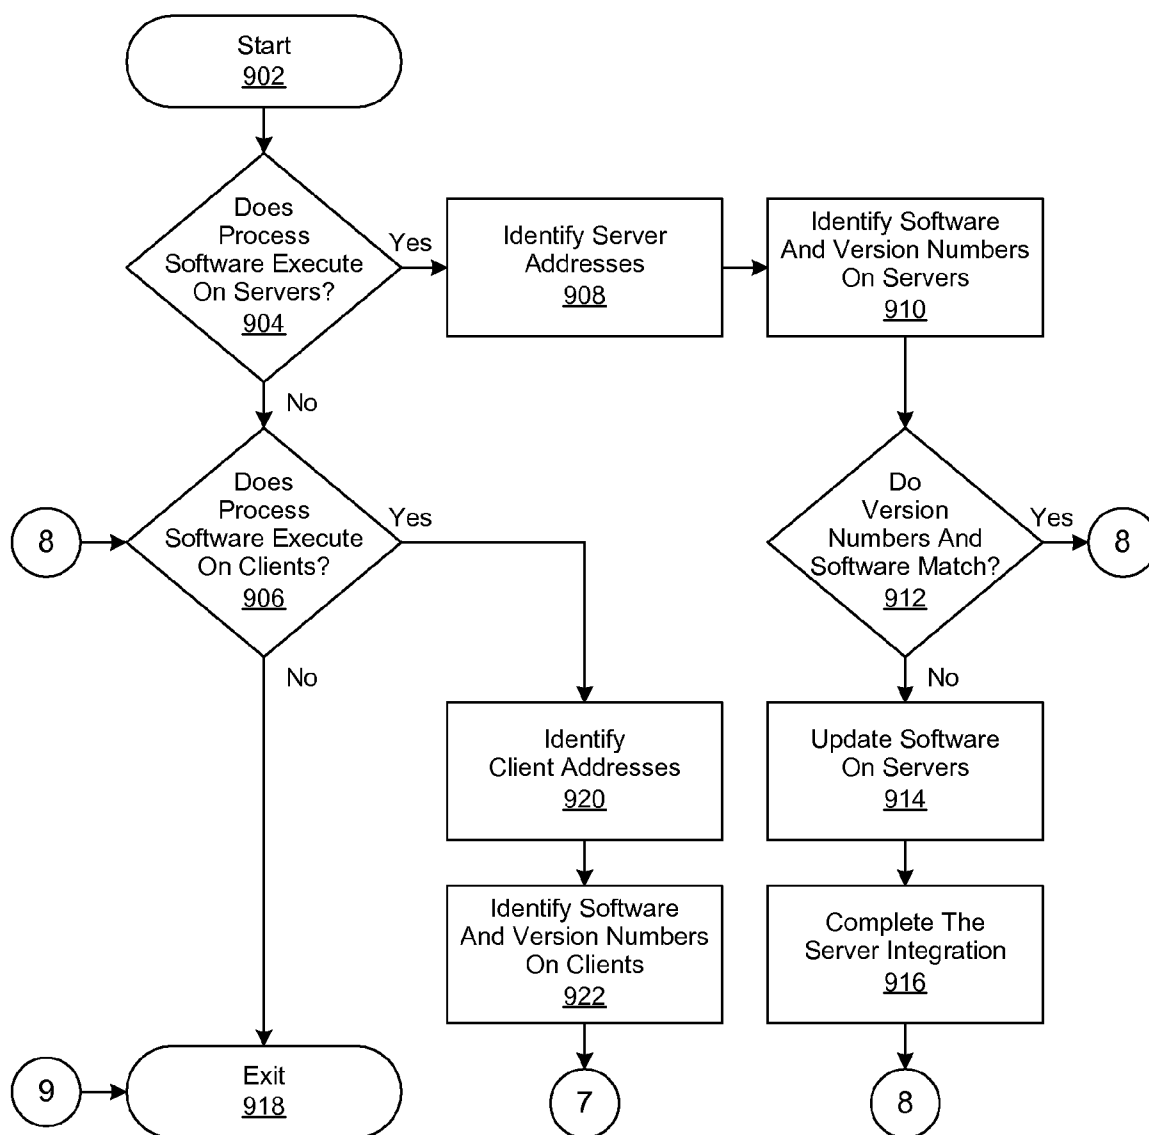 Start
902
Does
Process
Software Execute
On Servers?
904
Yes
Identify Server
Addresses
908
Identify Software
And Version Numbers
On Servers
910
No
Does
Process
Software Execute
On Clients?
906
8
Yes
Do
Version
Numbers And
Software Match?
912
Yes
8
No
No
Identify
Client Addresses
920
Update Software
On Servers
914
Identify Software
And Version Numbers
On Clients
922
Complete The
Server Integration
916
9
Exit
918
7
8